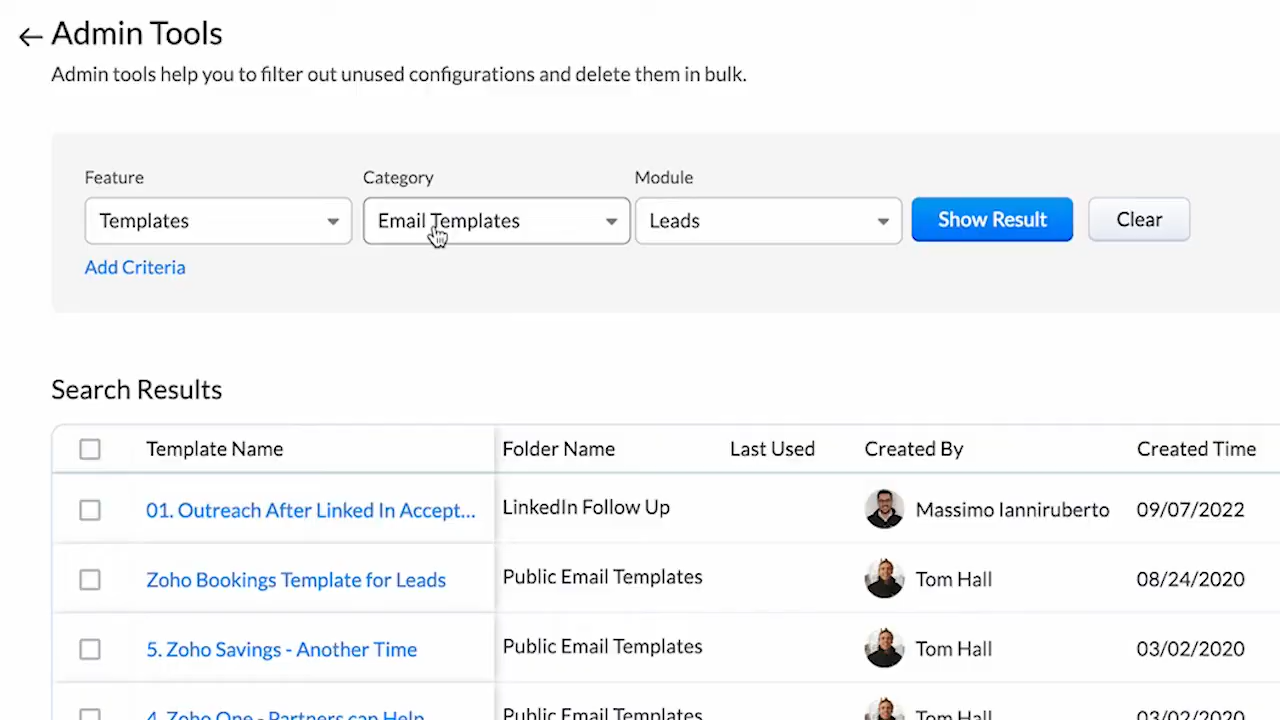 ← Admin Tools
Admin tools help you to filter out unused configurations and delete them in bulk.
Feature Category Module
Templates Email Templates Leads Show Result Clear
Add Criteria
Search Results
Template Name Folder Name Last Used Created By Created Time
01. Outreach After Linked In Accept... LinkedIn Follow Up Massimo Ianniruberto 09/07/2022
Zoho Bookings Template for Leads Public Email Templates Tom Hall 08/24/2020
5. Zoho Savings - Another Time Public Email Templates Tom Hall 03/02/2020
4. Zoho One - Partners can Help Public Email Templates Tom Hall 03/02/2020